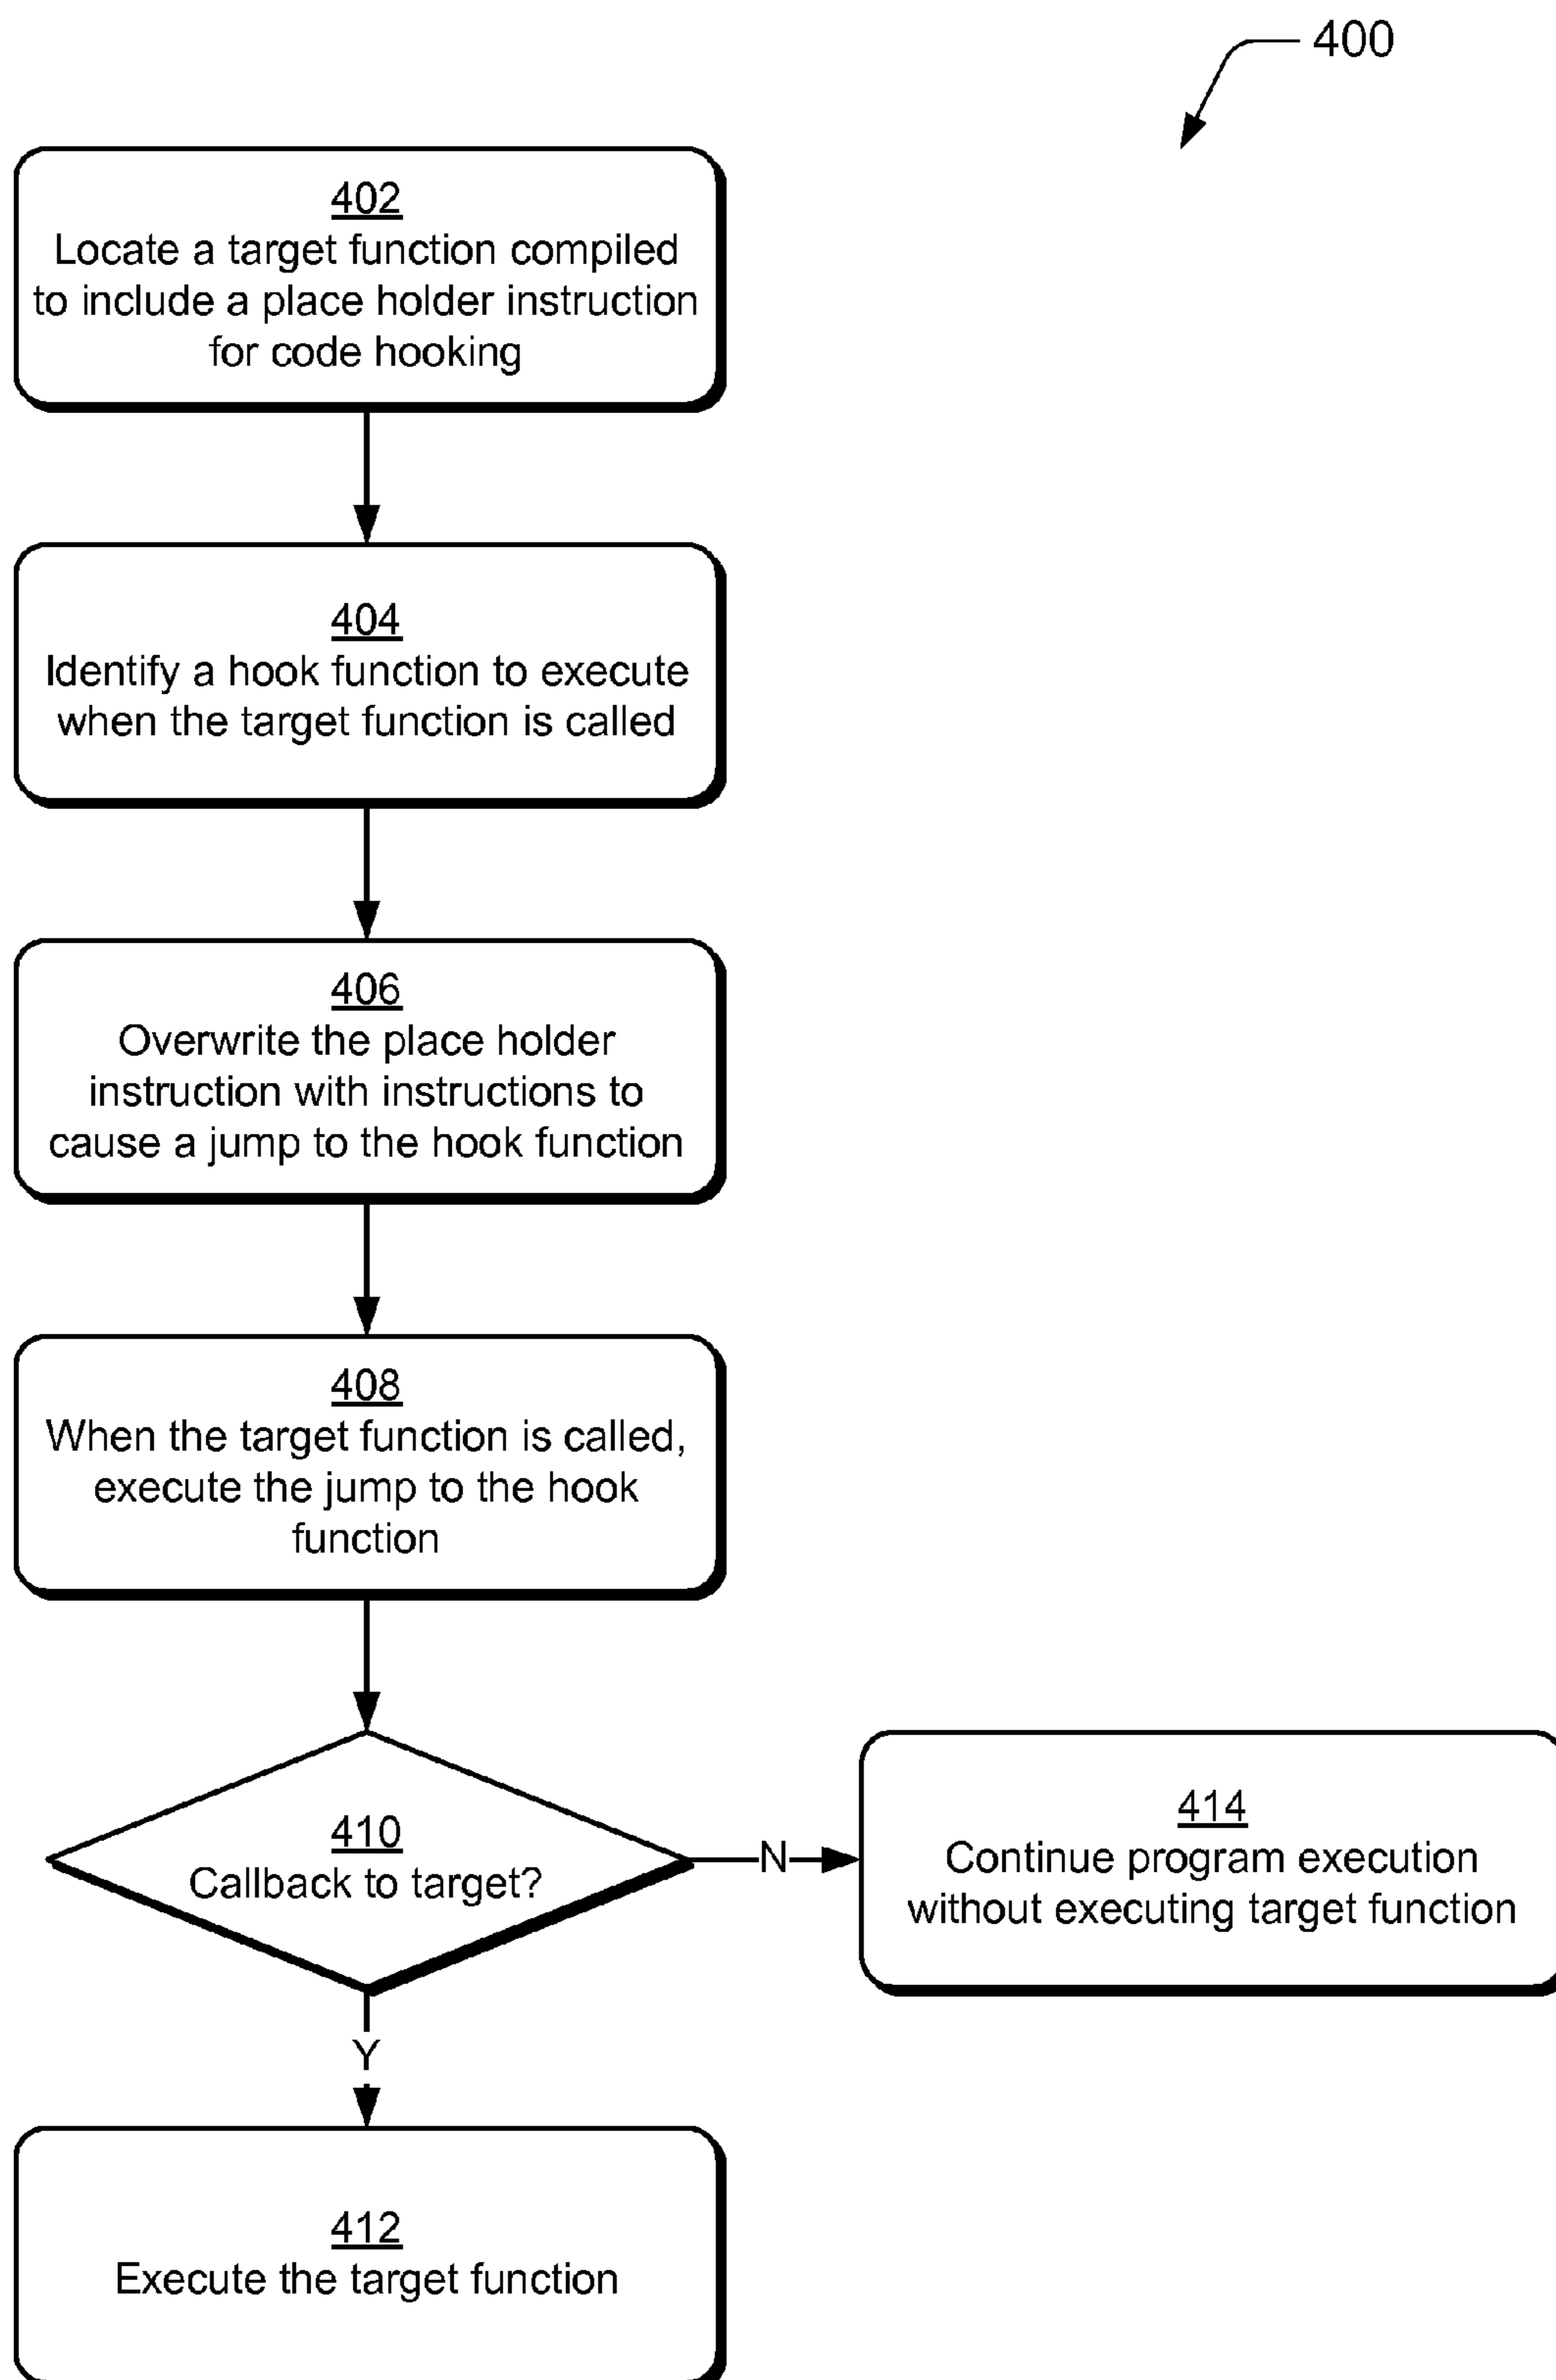 400
402
Locate a target function compiled
to include a place holder instruction
for code hooking
404
Identify a hook function to execute
when the target function is called
406
Overwrite the place holder
instruction with instructions to
cause a jump to the hook function
408
When the target function is called,
execute the jump to the hook
function
410
Callback to target?
N
414
Continue program execution
without executing target function
Y
412
Execute the target function